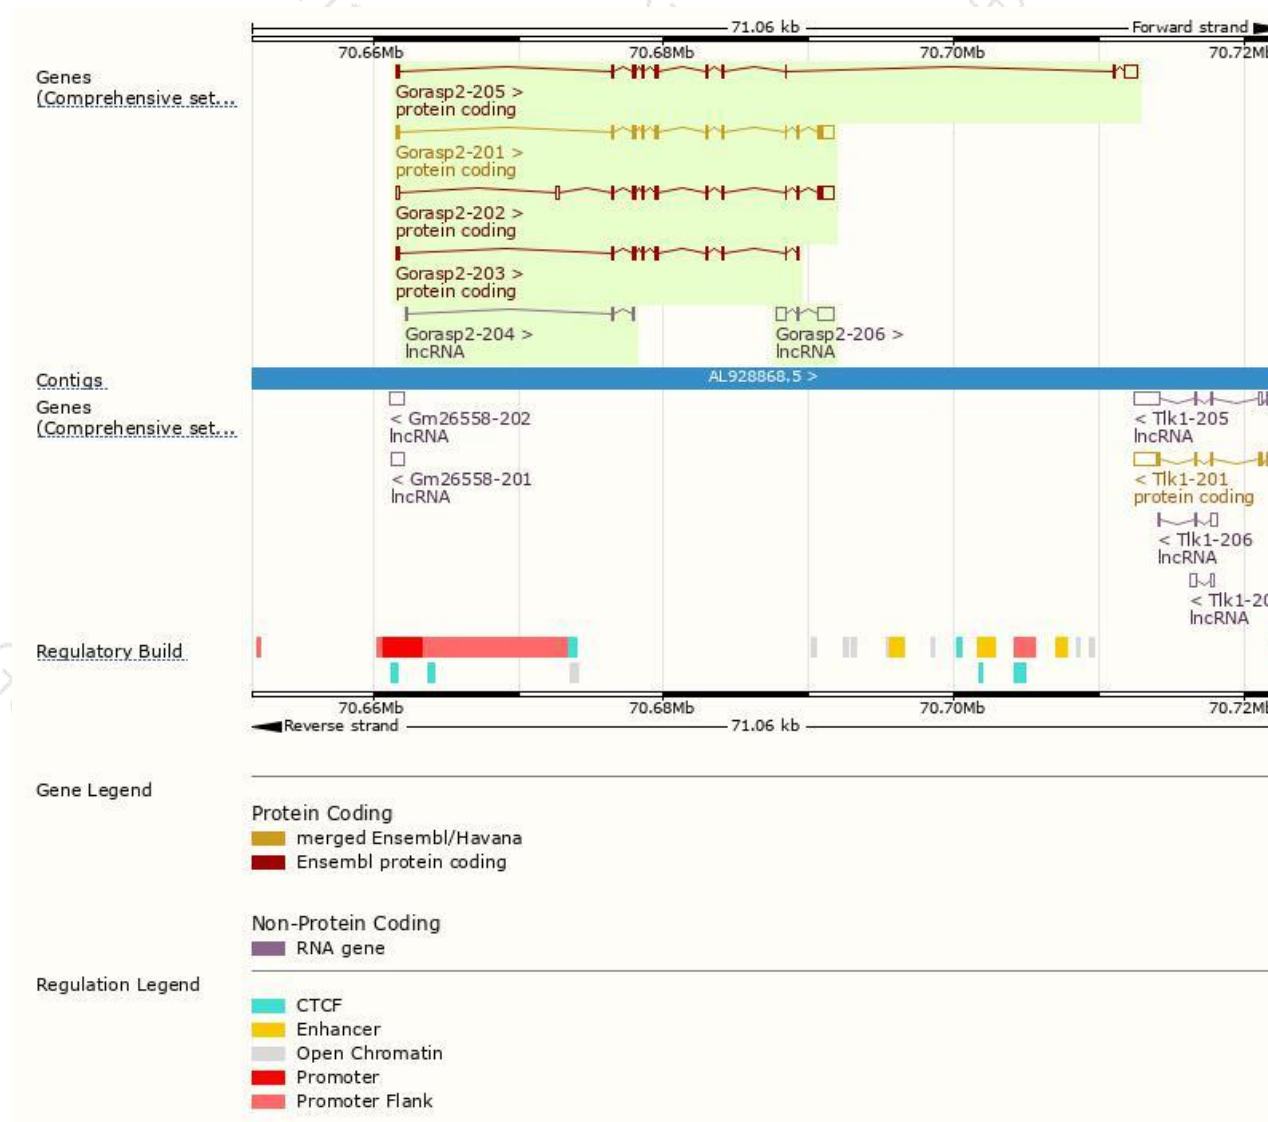 71.06 kb
Forward strand
70.66Mb 70.68Mb 70.70Mb 70.72Mb
Genes
(Comprehensive set...
Gorasp2-205 >
protein coding
Gorasp2-201 >
protein coding
Gorasp2-202 >
protein coding
Gorasp2-203 >
protein coding
Gorasp2-204 > Gorasp2-206 >
lncRNA lncRNA
Contigs AL928868.5 >
Genes
(Comprehensive set...
< Gm26558-202 < Tlk1-205
lncRNA lncRNA
< Gm26558-201 < Tlk1-201
lncRNA protein coding
< Tlk1-206
lncRNA
< Tlk1-20
lncRNA
Regulatory Build
70.66Mb 70.68Mb 70.70Mb 70.72Mb
Reverse strand 71.06 kb
Gene Legend
Protein Coding
merged Ensembl/Havana
Ensembl protein coding
Non-Protein Coding
RNA gene
Regulation Legend
CTCF
Enhancer
Open Chromatin
Promoter
Promoter Flank